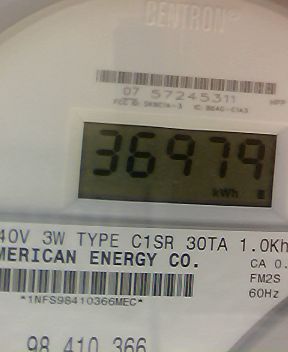 CENTRON®
07 57245311
36979
kWh E
40V 3W TYPE C1SR 30TA 1.0Kh
MERICAN ENERGY CO.
CA 0.
FM2S
*1NFS98410366MEC*
60Hz
98 410 366